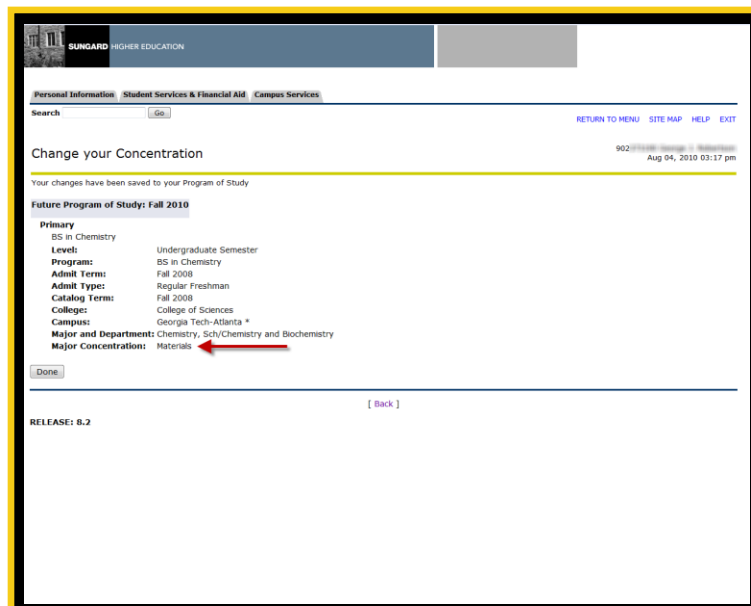 SUNGARD HIGHER EDUCATION
Personal Information Student Services & Financial Aid Campus Services
Search Go
RETURN TO MENU SITE MAP HELP EXIT
Change your Concentration
902
Aug 04, 2010 03:17 pm
Your changes have been saved to your Program of Study
Future Program of Study: Fall 2010
Primary
BS in Chemistry
Level: Undergraduate Semester
Program: BS in Chemistry
Admit Term: Fall 2008
Admit Type: Regular Freshman
Catalog Term: Fall 2008
College: College of Sciences
Campus: Georgia Tech-Atlanta *
Major and Department: Chemistry, Sch/Chemistry and Biochemistry
Major Concentration: Materials
Done
[ Back ]
RELEASE: 8.2